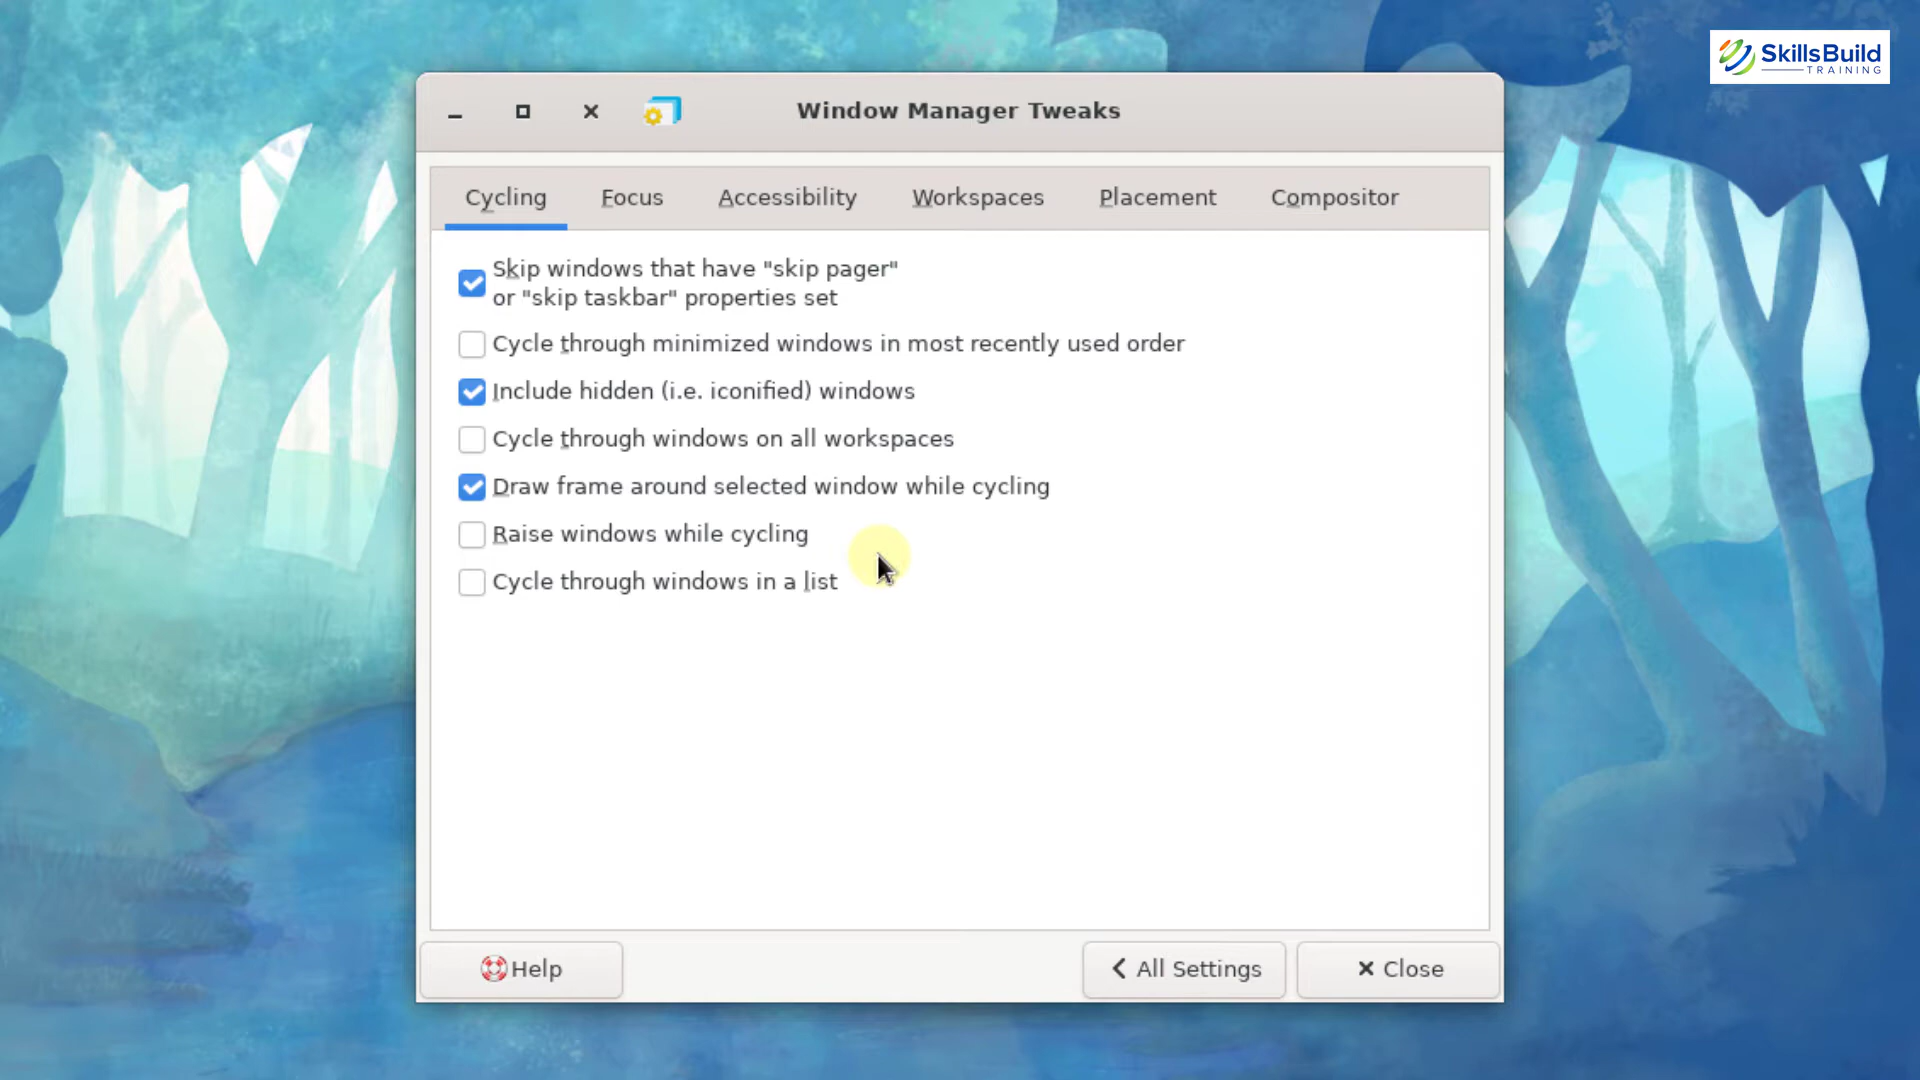 SkillsBuild
TRAINING
Window Manager Tweaks
Cycling Focus Accessibility Workspaces Placement Compositor
Skip windows that have "skip pager"
or "skip taskbar" properties set
Cycle through minimized windows in most recently used order
Include hidden (i.e. iconified) windows
Cycle through windows on all workspaces
Draw frame around selected window while cycling
Raise windows while cycling
Cycle through windows in a list
Help All Settings Close